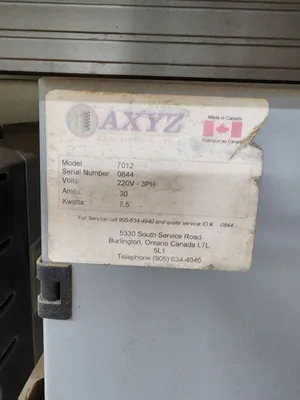 AXYZ
Made in Canada
Fabriqué au Canada
Model 7012
Serial Number 0844
Volts 220V - 3PH
Amps 30
Kwatts 7.5
For Service call 905-634-4940 and quote service ID # 0844
5330 South Service Road
Burlington, Ontario Canada L7L
5L1
Telephone (905) 634-4940